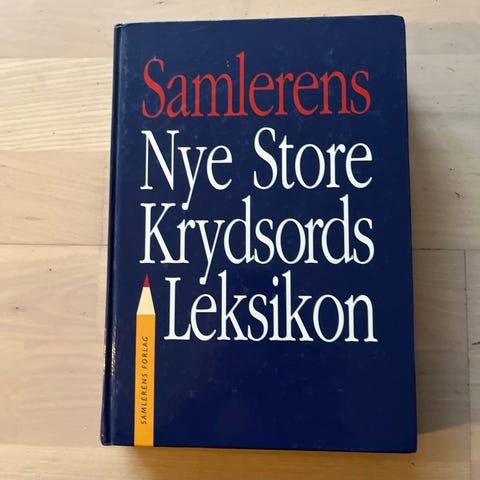 Samlerens
Nye Store
Krydsords
Leksikon
SAMLERENS FORLAG